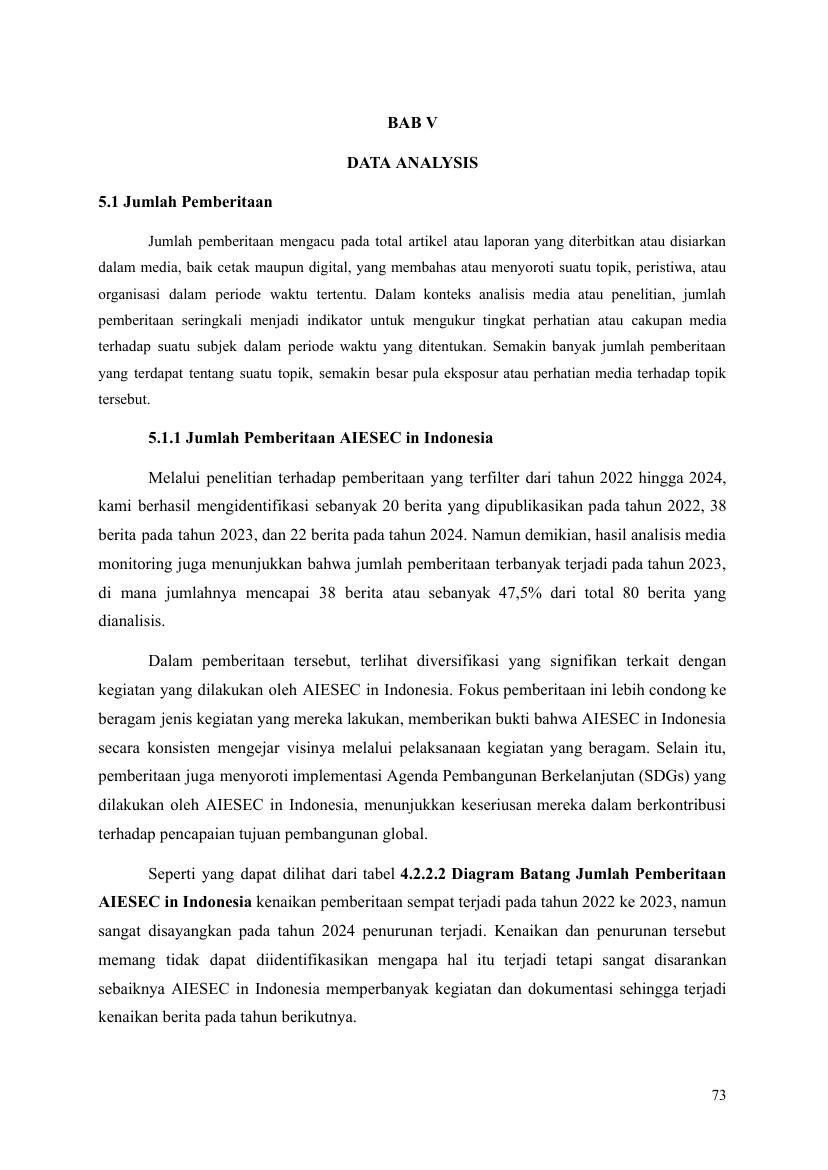 BAB V
DATA ANALYSIS
5.1 Jumlah Pemberitaan
Jumlah pemberitaan mengacu pada total artikel atau laporan yang diterbitkan atau disiarkan
dalam media, baik cetak maupun digital, yang membahas atau menyoroti suatu topik, peristiwa, atau
organisasi dalam periode waktu tertentu. Dalam konteks analisis media atau penelitian, jumlah
pemberitaan seringkali menjadi indikator untuk mengukur tingkat perhatian atau cakupan media
terhadap suatu subjek dalam periode waktu yang ditentukan. Semakin banyak jumlah pemberitaan
yang terdapat tentang suatu topik, semakin besar pula eksposur atau perhatian media terhadap topik
tersebut.
5.1.1 Jumlah Pemberitaan AIESEC in Indonesia
Melalui penelitian terhadap pemberitaan yang terfilter dari tahun 2022 hingga 2024,
kami berhasil mengidentifikasi sebanyak 20 berita yang dipublikasikan pada tahun 2022, 38
berita pada tahun 2023, dan 22 berita pada tahun 2024. Namun demikian, hasil analisis media
monitoring juga menunjukkan bahwa jumlah pemberitaan terbanyak terjadi pada tahun 2023,
di mana jumlahnya mencapai 38 berita atau sebanyak 47,5% dari total 80 berita yang
dianalisis.
Dalam pemberitaan tersebut, terlihat diversifikasi yang signifikan terkait dengan
kegiatan yang dilakukan oleh AIESEC in Indonesia. Fokus pemberitaan ini lebih condong ke
beragam jenis kegiatan yang mereka lakukan, memberikan bukti bahwa AIESEC in Indonesia
secara konsisten mengejar visinya melalui pelaksanaan kegiatan yang beragam. Selain itu,
pemberitaan juga menyoroti implementasi Agenda Pembangunan Berkelanjutan (SDGs) yang
dilakukan oleh AIESEC in Indonesia, menunjukkan keseriusan mereka dalam berkontribusi
terhadap pencapaian tujuan pembangunan global.
Seperti yang dapat dilihat dari tabel 4.2.2.2 Diagram Batang Jumlah Pemberitaan
AIESEC in Indonesia kenaikan pemberitaan sempat terjadi pada tahun 2022 ke 2023, namun
sangat disayangkan pada tahun 2024 penurunan terjadi. Kenaikan dan penurunan tersebut
memang tidak dapat diidentifikasikan mengapa hal itu terjadi tetapi sangat disarankan
sebaiknya AIESEC in Indonesia memperbanyak kegiatan dan dokumentasi sehingga terjadi
kenaikan berita pada tahun berikutnya.
73